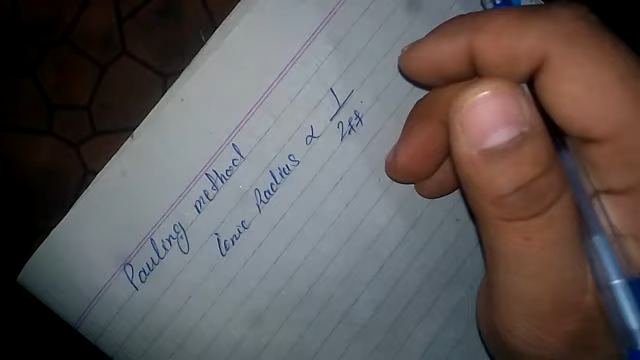 Pauling method
ionic Radius ∝ 1/Zeff.